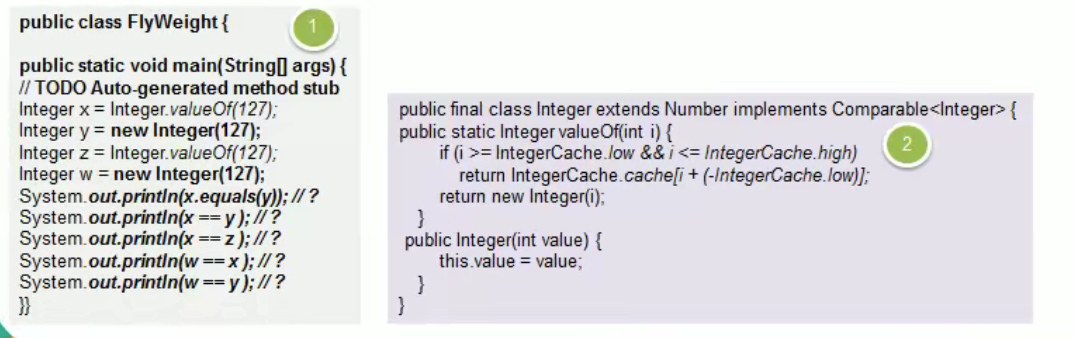 public class FlyWeight {
1
public static void main(String[] args) {
// TODO Auto-generated method stub
Integer x = Integer.valueOf(127);
Integer y = new Integer(127);
Integer z = Integer.valueOf(127);
Integer w = new Integer(127);
System.out.println(x.equals(y)); // ?
System.out.println(x == y ); // ?
System.out.println(x == z ); // ?
System.out.println(w == x ); // ?
System.out.println(w == y ); // ?
}}
public final class Integer extends Number implements Comparable<Integer> {
public static Integer valueOf(int i) {
2
if (i >= IntegerCache.low && i <= IntegerCache.high)
return IntegerCache.cache[i + (-IntegerCache.low)];
return new Integer(i);
}
public Integer(int value) {
this.value = value;
}
}